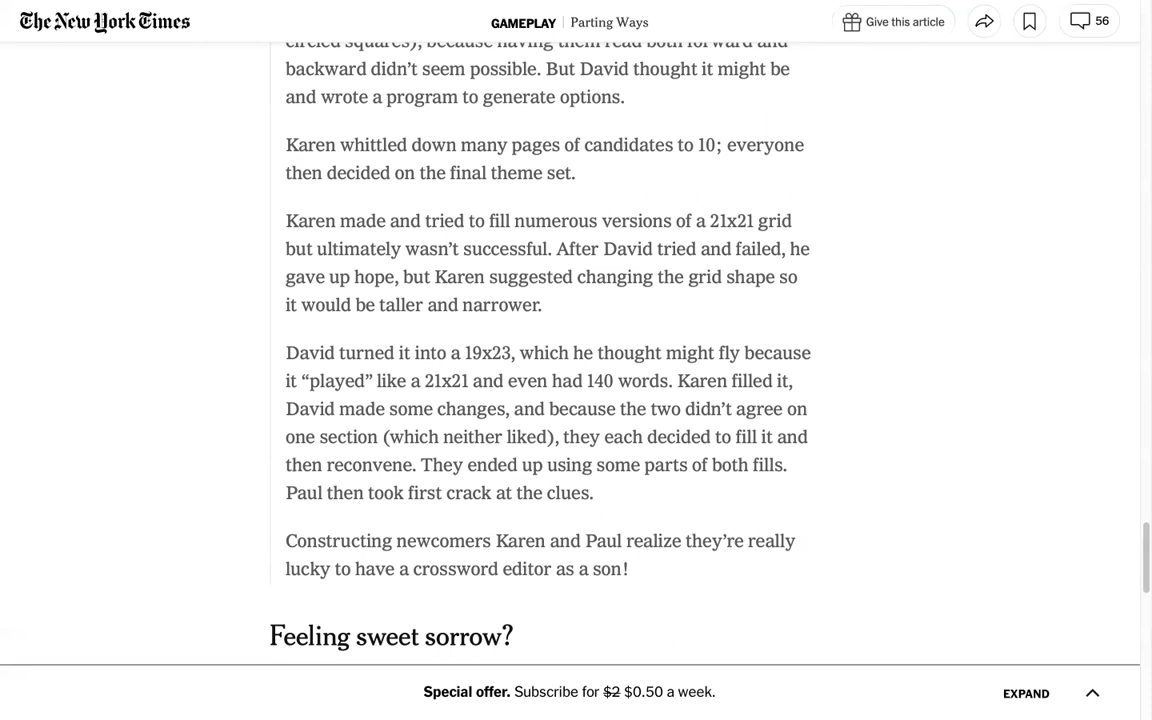 The New York Times
GAMEPLAY | Parting Ways
Give this article
56
circled squares), because having them read both forward and
backward didn’t seem possible. But David thought it might be
and wrote a program to generate options.
Karen whittled down many pages of candidates to 10; everyone
then decided on the final theme set.
Karen made and tried to fill numerous versions of a 21x21 grid
but ultimately wasn’t successful. After David tried and failed, he
gave up hope, but Karen suggested changing the grid shape so
it would be taller and narrower.
David turned it into a 19x23, which he thought might fly because
it “played” like a 21x21 and even had 140 words. Karen filled it,
David made some changes, and because the two didn’t agree on
one section (which neither liked), they each decided to fill it and
then reconvene. They ended up using some parts of both fills.
Paul then took first crack at the clues.
Constructing newcomers Karen and Paul realize they’re really
lucky to have a crossword editor as a son!
Feeling sweet sorrow?
Special offer. Subscribe for $2 $0.50 a week.
EXPAND